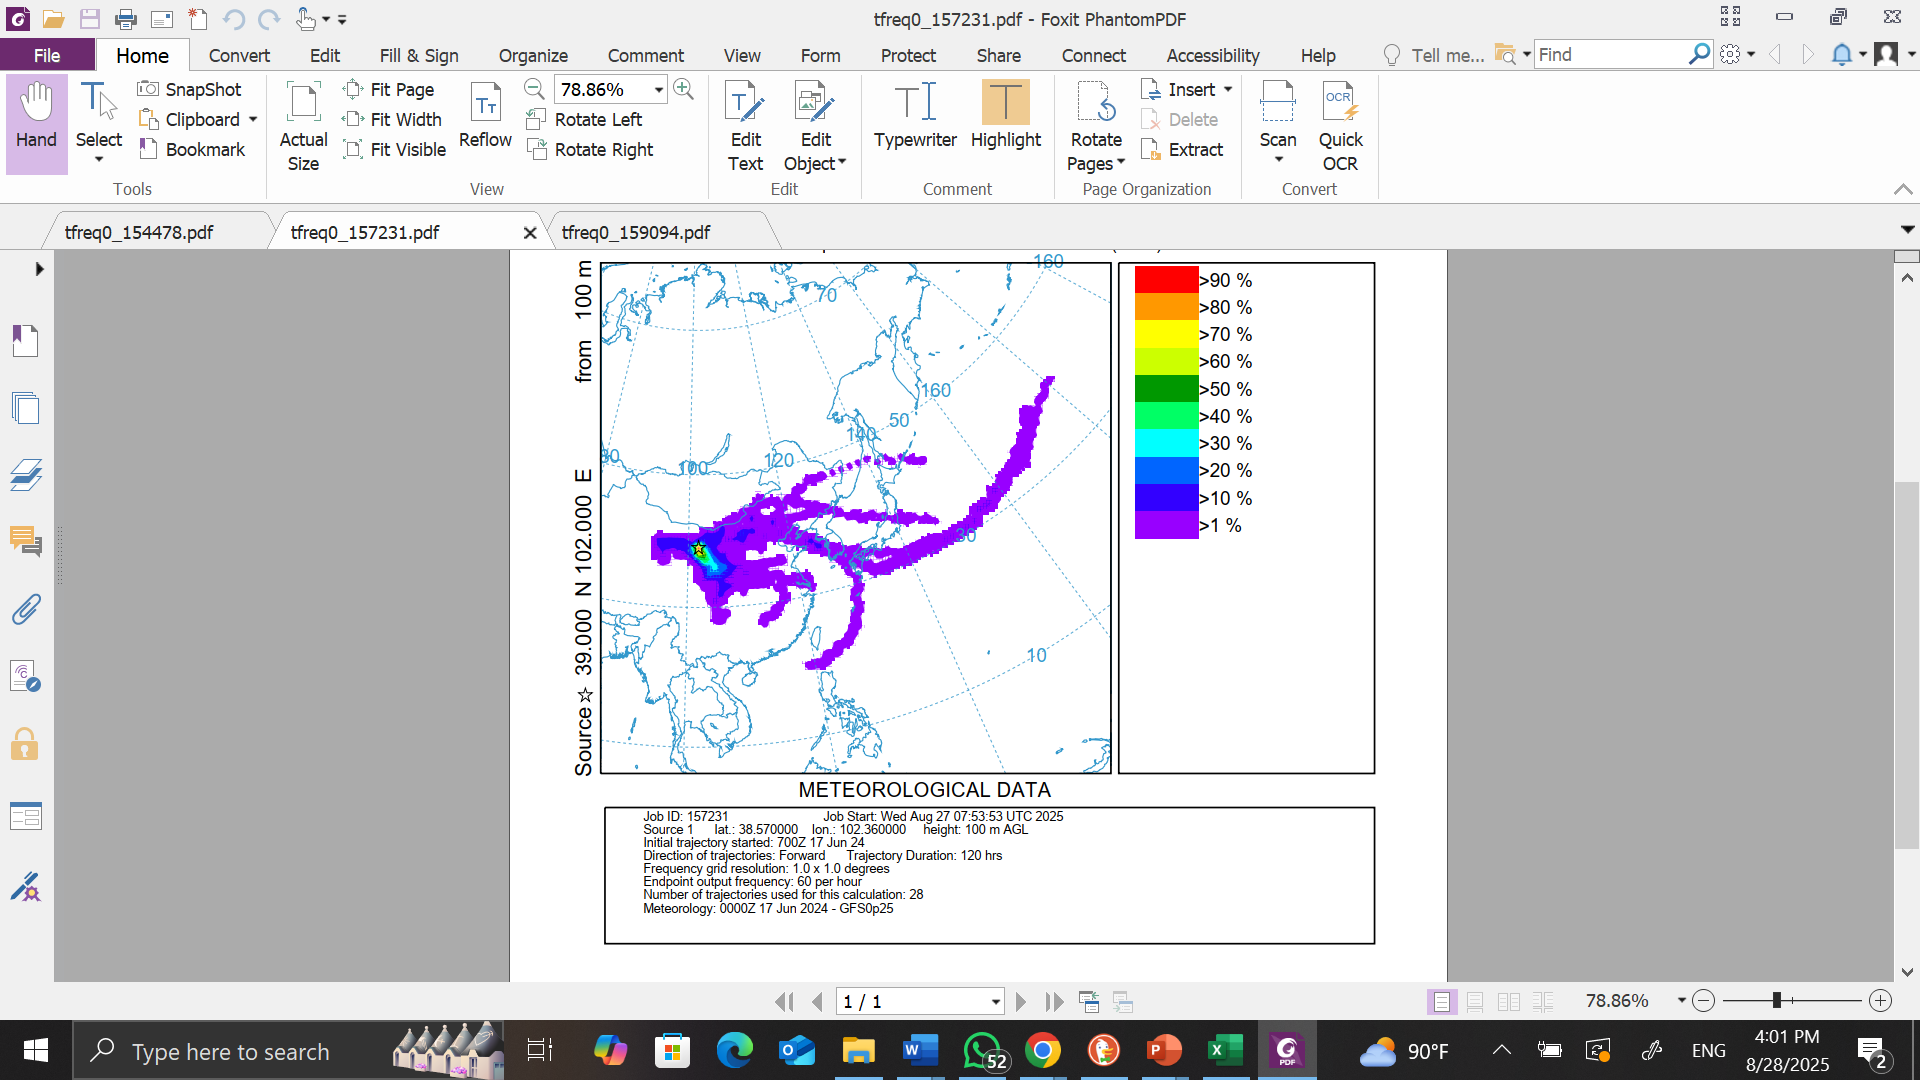 tfreq0_157231.pdf - Foxit PhantomPDF
File Home Convert Edit Fill & Sign Organize Comment View Form Protect Share Connect Accessibility Help Tell me... Find
Hand
Select
SnapShot
Clipboard
Bookmark
Tools
Actual Size
Fit Page
Fit Width
Fit Visible
Reflow
78.86%
Rotate Left
Rotate Right
View
Edit Text
Edit Object
Edit
Typewriter
Highlight
Comment
Rotate Pages
Insert
Delete
Extract
Page Organization
Scan
Quick OCR
Convert
tfreq0_154478.pdf
tfreq0_157231.pdf
tfreq0_159094.pdf
Source ☆ 39.000 N 102.000 E from 100 m
160
70
160
50
140
120
100
30
10
>90 %
>80 %
>70 %
>60 %
>50 %
>40 %
>30 %
>20 %
>10 %
>1 %
METEOROLOGICAL DATA
Job ID: 157231 Job Start: Wed Aug 27 07:53:53 UTC 2025
Source 1 lat.: 38.570000 lon.: 102.360000 height: 100 m AGL
Initial trajectory started: 700Z 17 Jun 24
Direction of trajectories: Forward Trajectory Duration: 120 hrs
Frequency grid resolution: 1.0 x 1.0 degrees
Endpoint output frequency: 60 per hour
Number of trajectories used for this calculation: 28
Meteorology: 0000Z 17 Jun 2024 - GFS0p25
1 / 1
78.86%
Type here to search
52
90°F
ENG
4:01 PM
8/28/2025
2